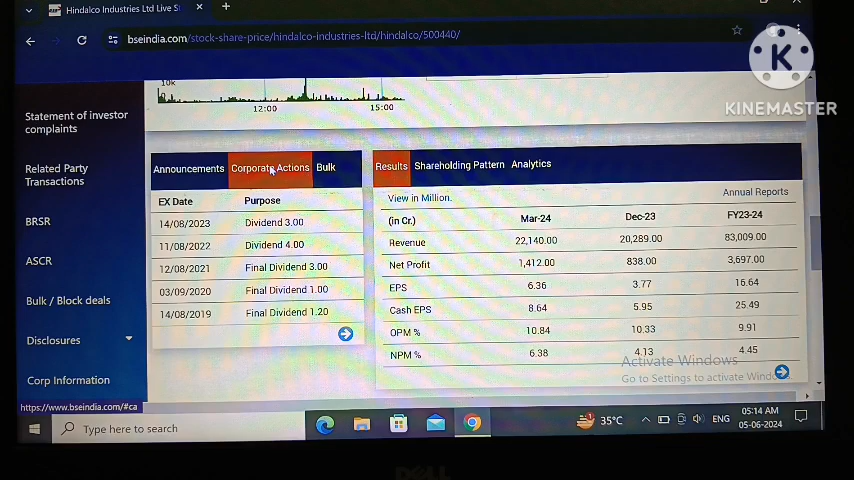 Hindalco Industries Ltd Live St
bseindia.com/stock-share-price/hindalco-industries-ltd/hindalco/500440/
K
KINEMASTER
10k
12:00 15:00
Statement of investor
complaints
Related Party
Transactions
BRSR
ASCR
Bulk / Block deals
Disclosures
Corp Information
https://www.bseindia.com/#ca
Announcements Corporate Actions Bulk
EX Date Purpose
14/08/2023 Dividend 3.00
11/08/2022 Dividend 4.00
12/08/2021 Final Dividend 3.00
03/09/2020 Final Dividend 1.00
14/08/2019 Final Dividend 1.20
Results Shareholding Pattern Analytics
View in Million. Annual Reports
(in Cr.) Mar-24 Dec-23 FY23-24
Revenue 22,140.00 20,289.00 83,009.00
Net Profit 1,412.00 838.00 3,697.00
EPS 6.36 3.77 16.64
Cash EPS 8.64 5.95 25.49
OPM % 10.84 10.33 9.91
NPM % 6.38 4.13 4.45
Activate Windows
Go to Settings to activate Windows.
Type here to search
35°C
ENG
05:14 AM
05-06-2024
DELL